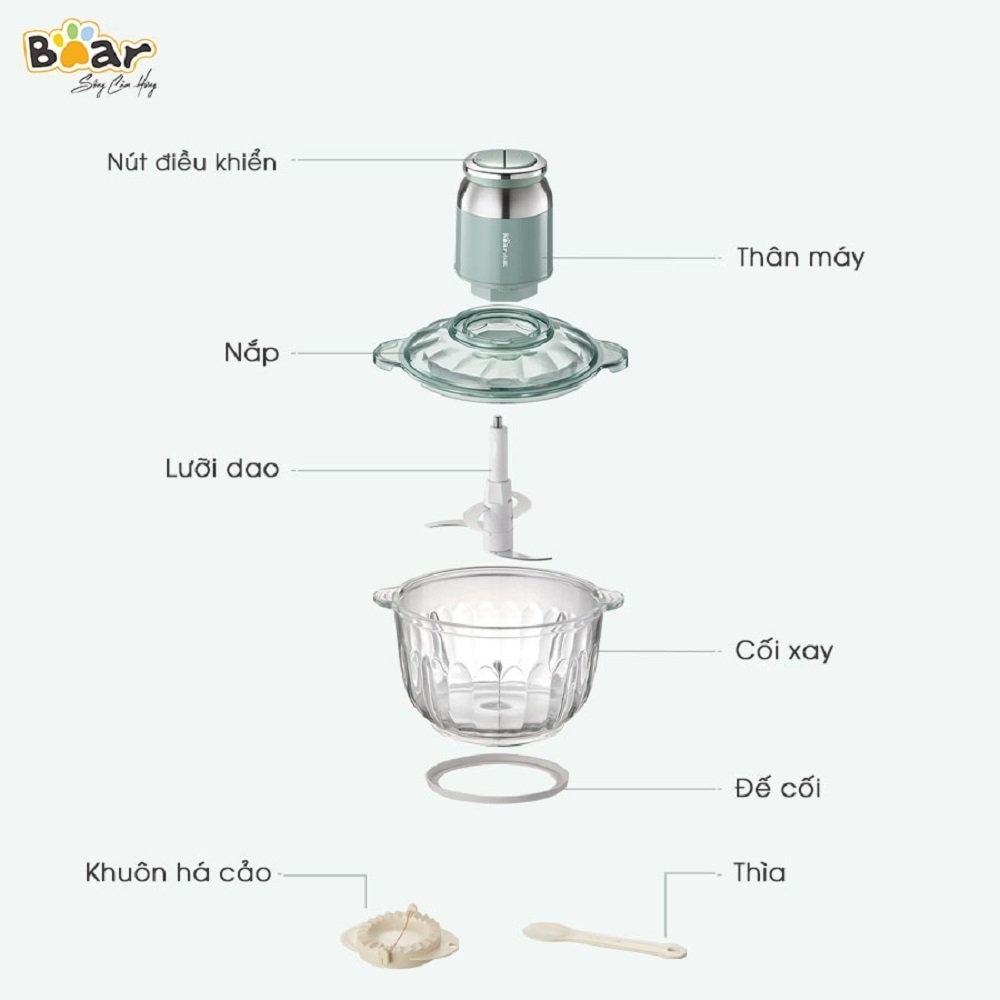 Bear
Sống Cảm Hứng
Nút điều khiển
Bear
Thân máy
Nắp
Lưỡi dao
Cối xay
Đế cối
Khuôn há cảo
Thìa